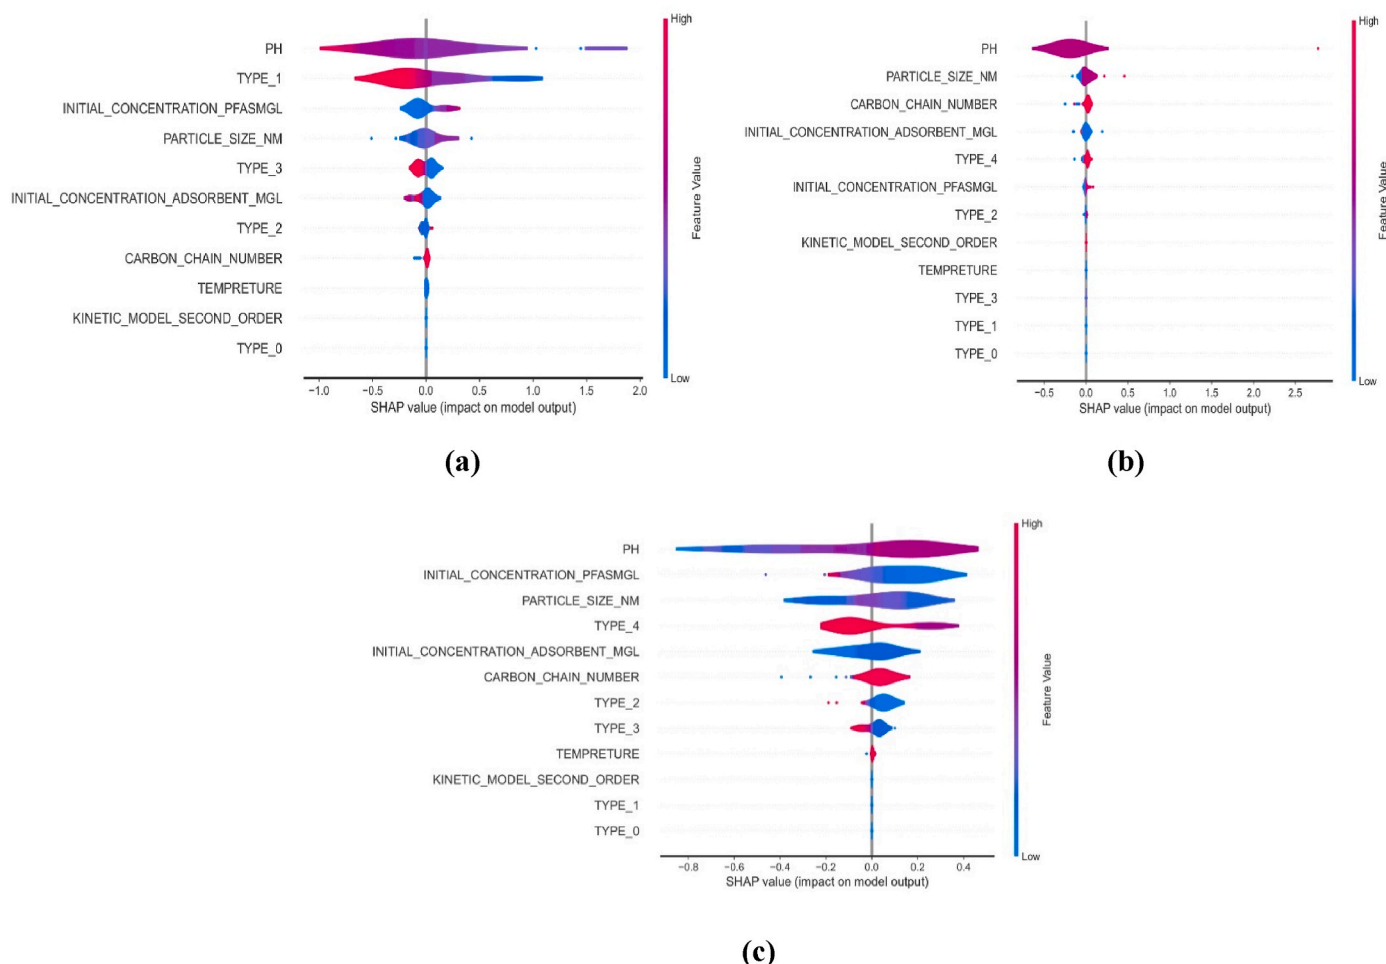 High
PH
TYPE_1
INITIAL_CONCENTRATION_PFASMGL
PARTICLE_SIZE_NM
TYPE_3
INITIAL_CONCENTRATION_ADSORBENT_MGL
TYPE_2
CARBON_CHAIN_NUMBER
TEMPRETURE
KINETIC_MODEL_SECOND_ORDER
TYPE_0
Feature Value
Low
−1.0 −0.5 0.0 0.5 1.0 1.5 2.0
SHAP value (impact on model output)
(a)
High
PH
PARTICLE_SIZE_NM
CARBON_CHAIN_NUMBER
INITIAL_CONCENTRATION_ADSORBENT_MGL
TYPE_4
INITIAL_CONCENTRATION_PFASMGL
TYPE_2
KINETIC_MODEL_SECOND_ORDER
TEMPRETURE
TYPE_3
TYPE_1
TYPE_0
Feature Value
Low
−0.5 0.0 0.5 1.0 1.5 2.0 2.5
SHAP value (impact on model output)
(b)
High
PH
INITIAL_CONCENTRATION_PFASMGL
PARTICLE_SIZE_NM
TYPE_4
INITIAL_CONCENTRATION_ADSORBENT_MGL
CARBON_CHAIN_NUMBER
TYPE_2
TYPE_3
TEMPRETURE
KINETIC_MODEL_SECOND_ORDER
TYPE_1
TYPE_0
Feature Value
Low
−0.8 −0.6 −0.4 −0.2 0.0 0.2 0.4
SHAP value (impact on model output)
(c)